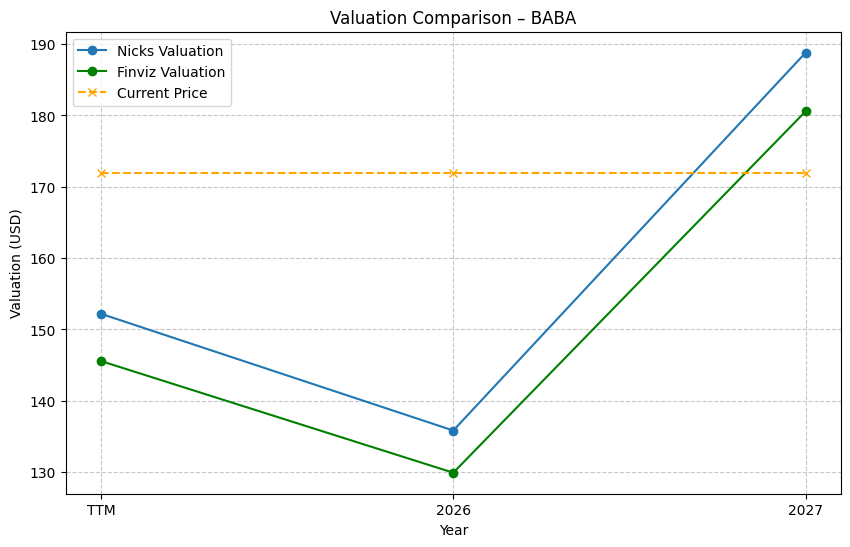 Valuation Comparison – BABA
Nicks Valuation
Finviz Valuation
Current Price
Valuation (USD)
190
180
170
160
150
140
130
TTM
2026
2027
Year